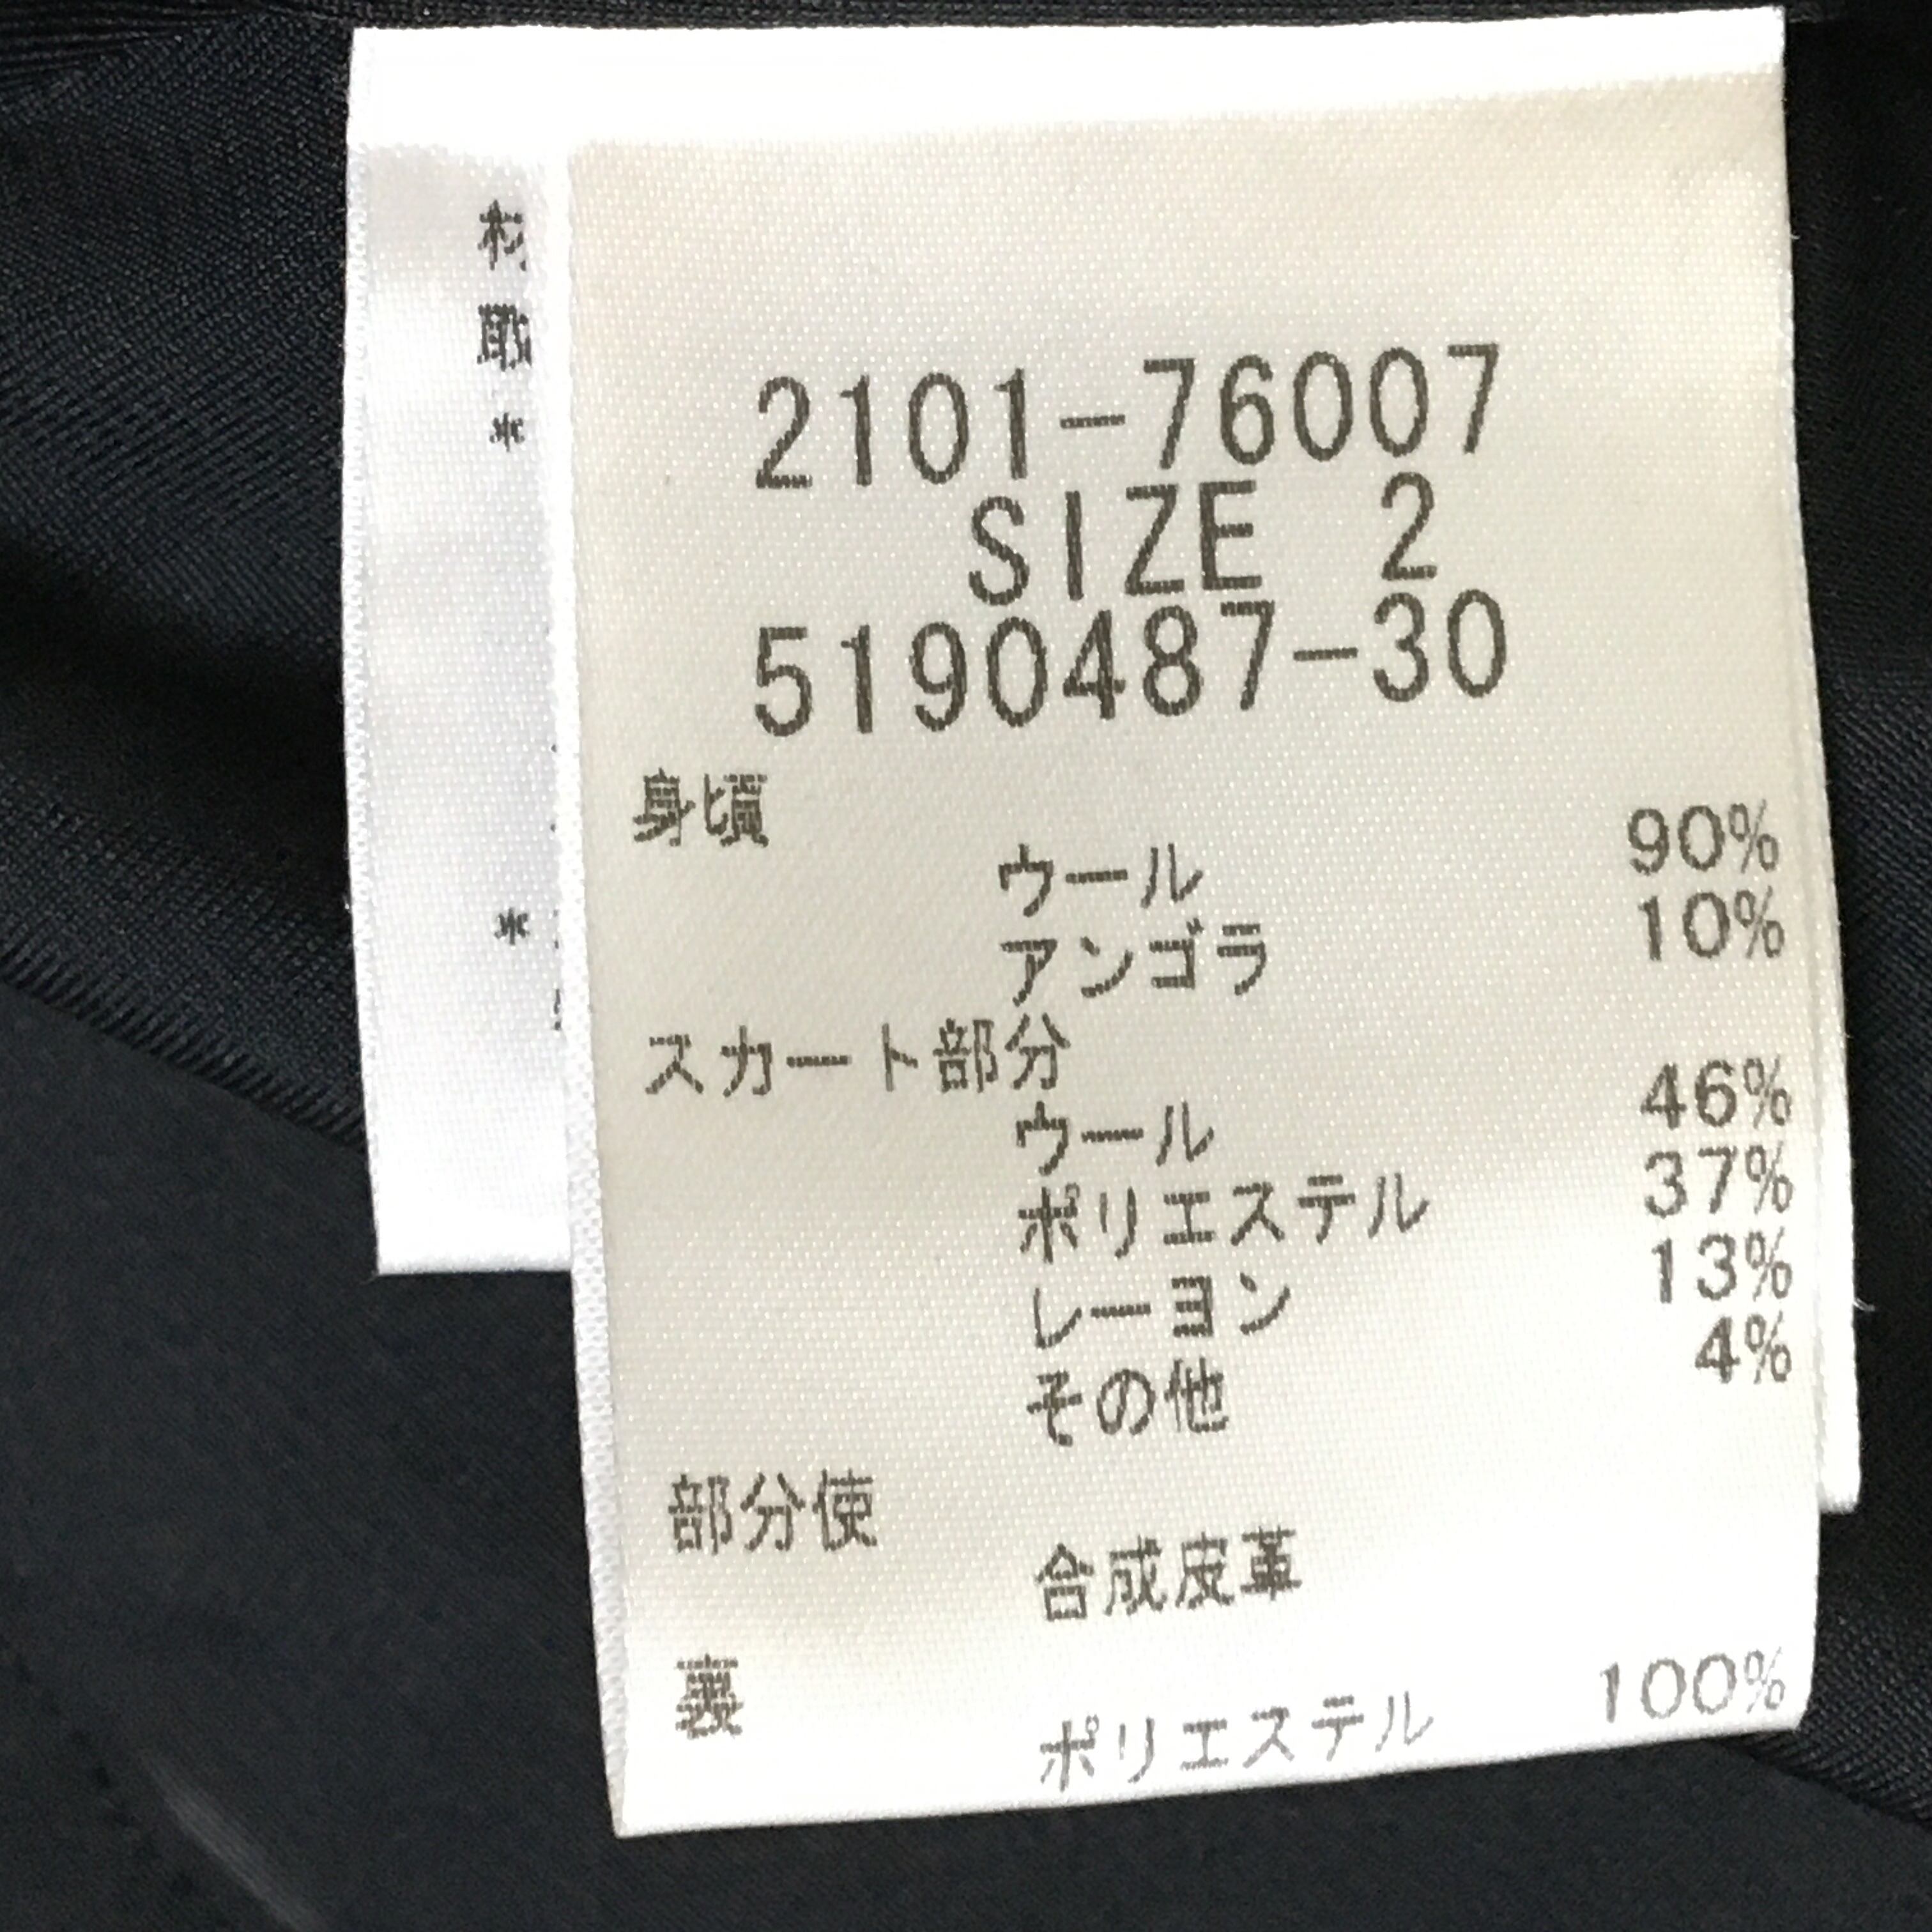 2101-76007
SIZE 2
5190487-30
身頃
ウール 90%
アンゴラ 10%
スカート部分
ウール 46%
ポリエステル 37%
レーヨン 13%
その他 4%
部分使
合成皮革
裏
ポリエステル 100%
取
*
*